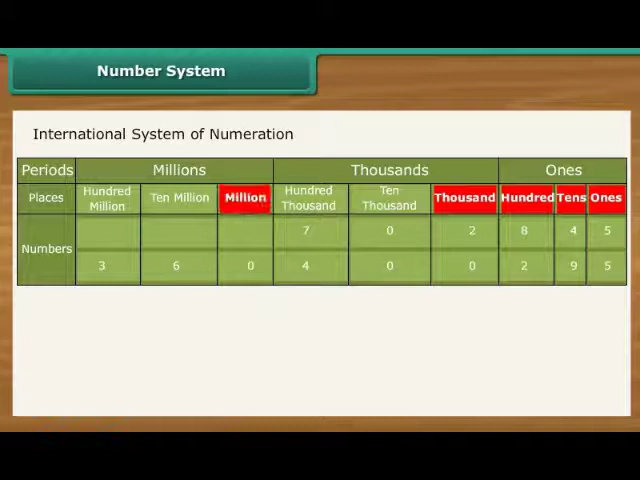 Number System
International System of Numeration
Periods Millions Thousands Ones
Places Hundred Million Ten Million Million Hundred Thousand Ten Thousand Thousand Hundred Tens Ones
Numbers
7 0 2 8 4 5
3 6 0 4 0 0 2 9 5